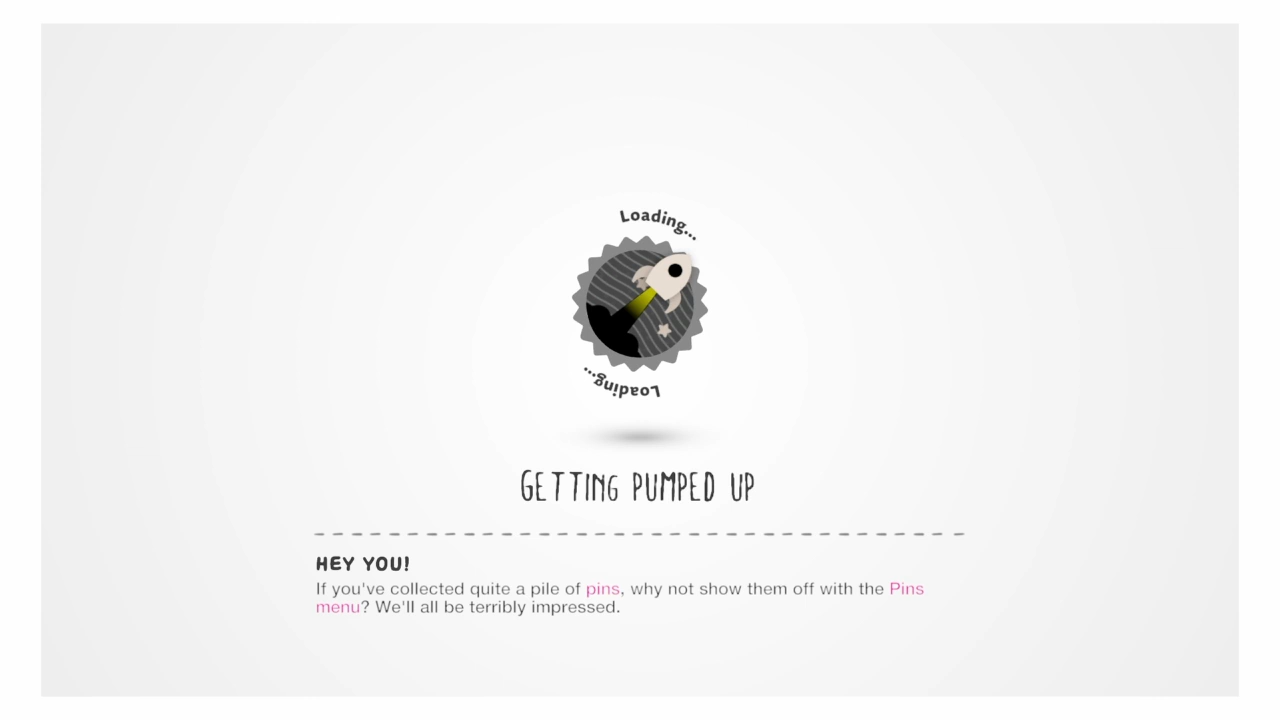 Loading...
Loading...
GETTING PUMPED UP
HEY YOU!
If you've collected quite a pile of pins, why not show them off with the Pins
menu? We'll all be terribly impressed.